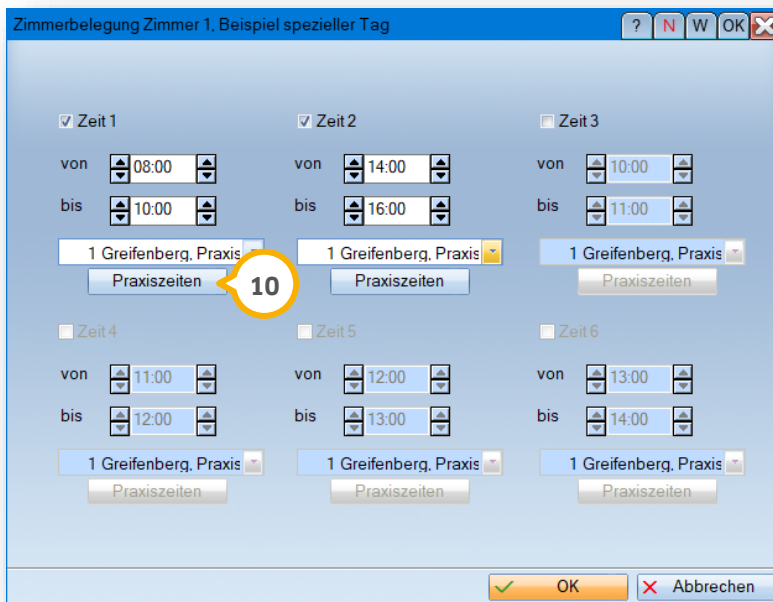 Zimmerbelegung Zimmer 1, Beispiel spezieller Tag ? N W OK X
Zeit 1 Zeit 2 Zeit 3
von 08:00 von 14:00 von 10:00
bis 10:00 bis 16:00 bis 11:00
1 Greifenberg, Praxis 1 Greifenberg, Praxis 1 Greifenberg, Praxis
Praxiszeiten 10 Praxiszeiten Praxiszeiten
Zeit 4 Zeit 5 Zeit 6
von 11:00 von 12:00 von 13:00
bis 12:00 bis 13:00 bis 14:00
1 Greifenberg, Praxis 1 Greifenberg, Praxis 1 Greifenberg, Praxis
Praxiszeiten Praxiszeiten Praxiszeiten
OK Abbrechen